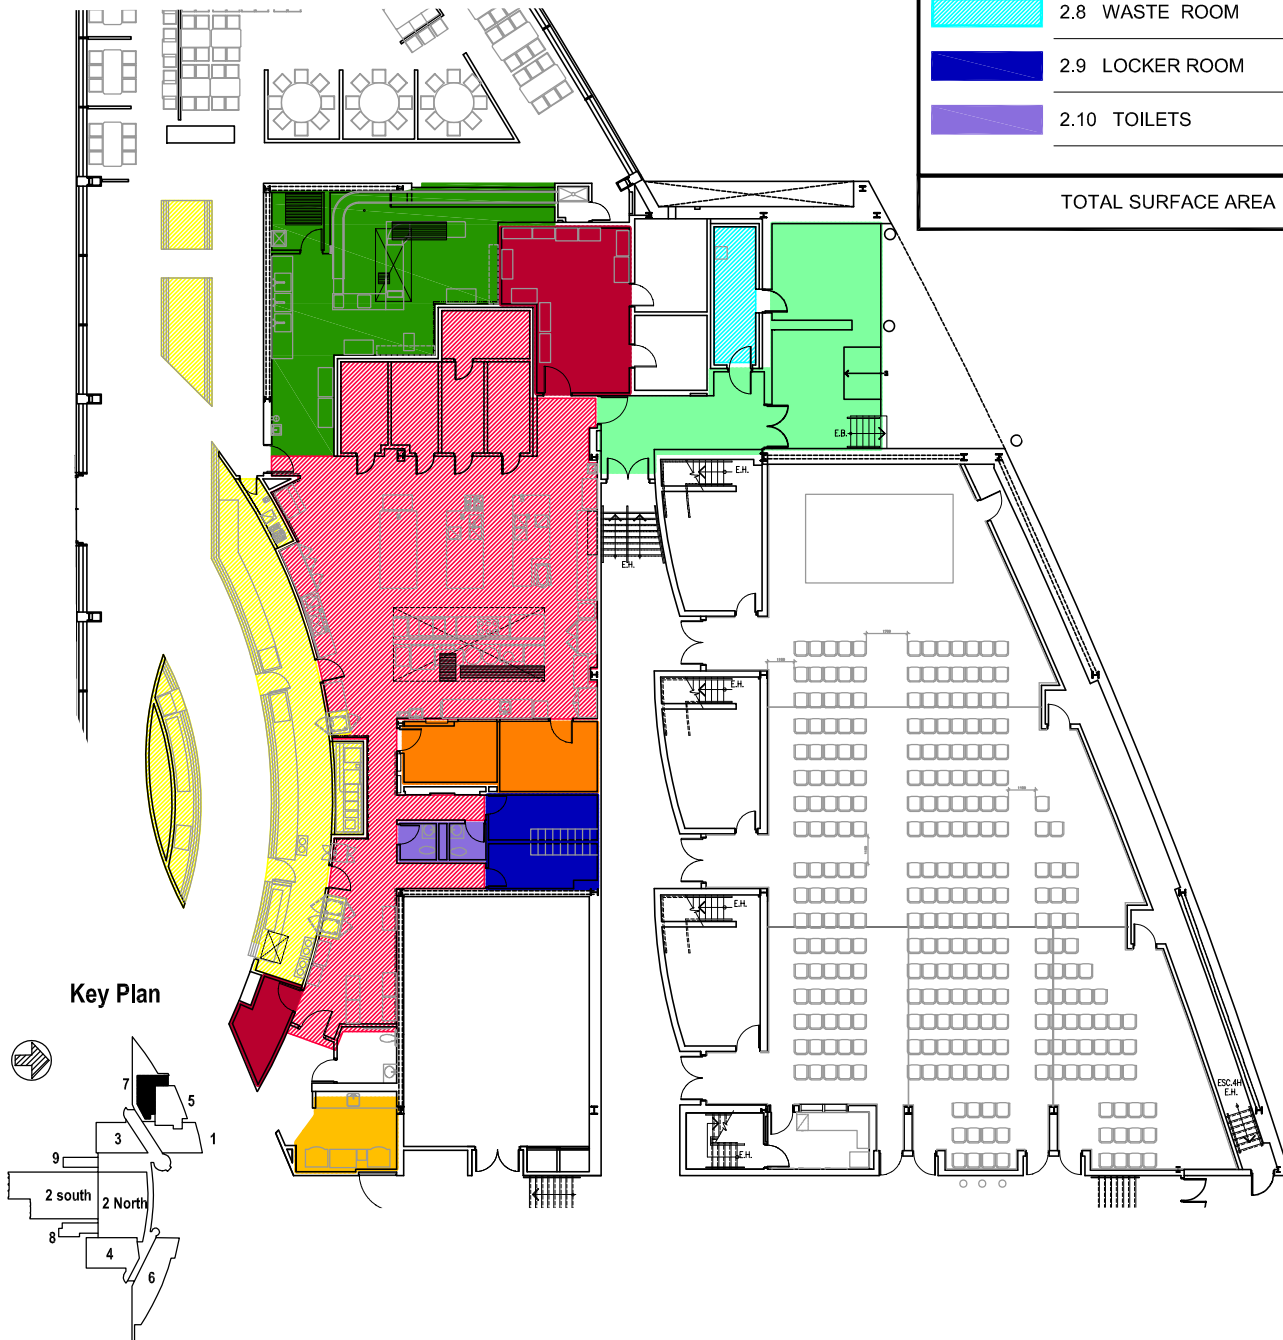 2.8 WASTE ROOM
2.9 LOCKER ROOM
2.10 TOILETS
TOTAL SURFACE AREA
E.B.
E.H.
E.H.
E.H.
E.H.
E.H.
ESC.4H
E.H.
Key Plan
7
5
3
1
9
2 south
2 North
8
4
6